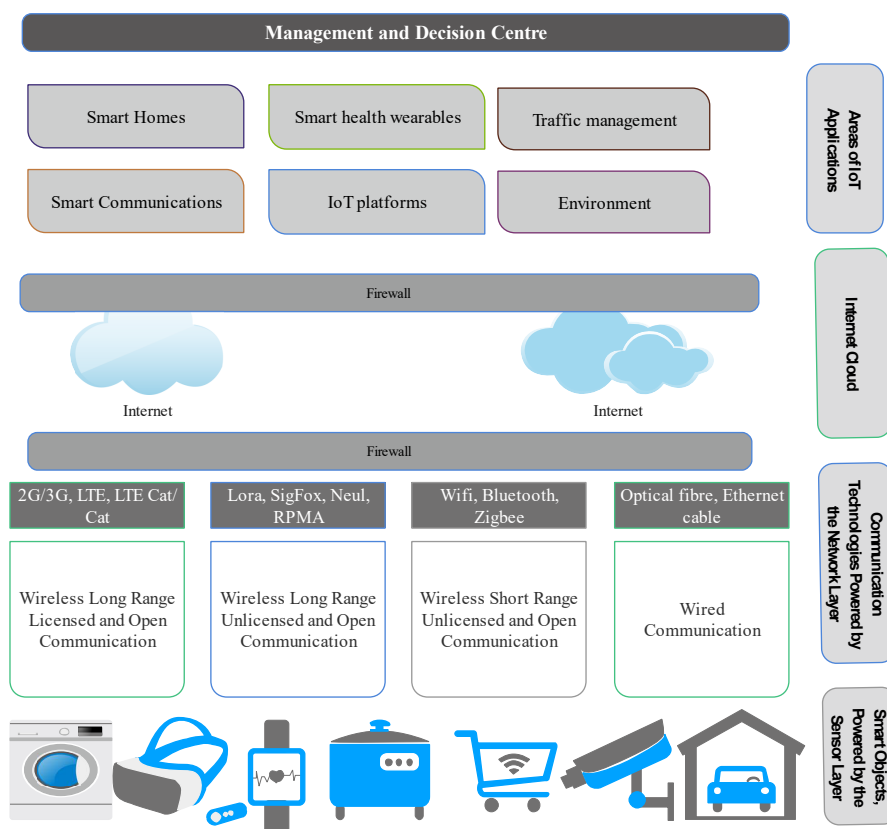 Management and Decision Centre
Smart Homes
Smart health wearables
Traffic management
Areas of IoT
Applications
Smart Communications
IoT platforms
Environment
Firewall
Internet
Internet
Internet Cloud
Firewall
2G/3G, LTE, LTE Cat/
Cat
Lora, SigFox, Neul,
RPMA
Wifi, Bluetooth,
Zigbee
Optical fibre, Ethernet
cable
Wireless Long Range
Licensed and Open
Communication
Wireless Long Range
Unlicensed and Open
Communication
Wireless Short Range
Unlicensed and Open
Communication
Wired
Communication
Communication
Technologies Powered by
the Network Layer
Smart Objects,
Powered by the
Sensor Layer